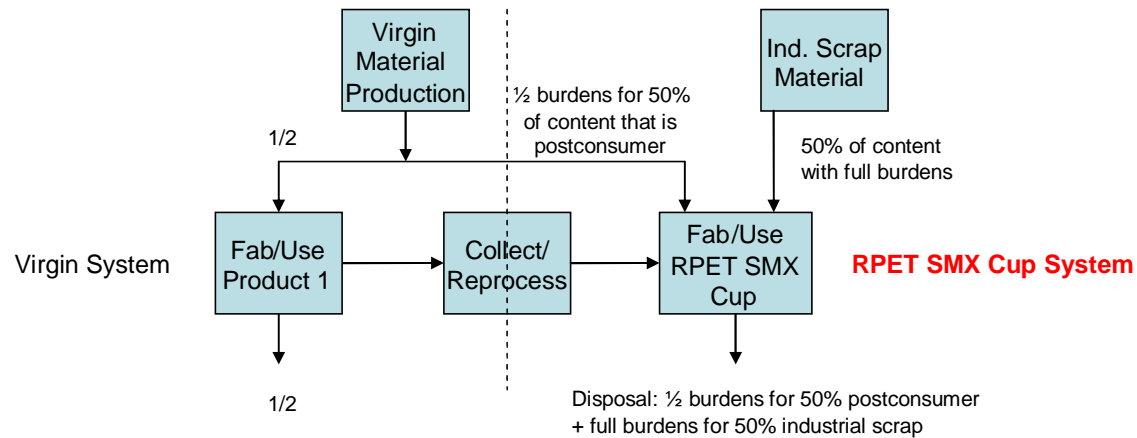 Virgin
Material
Production
Ind. Scrap
Material
½ burdens for 50%
of content that is
postconsumer
1/2
50% of content
with full burdens
Virgin System
Fab/Use
Product 1
Collect/
Reprocess
Fab/Use
RPET SMX
Cup
RPET SMX Cup System
1/2
Disposal: ½ burdens for 50% postconsumer
+ full burdens for 50% industrial scrap